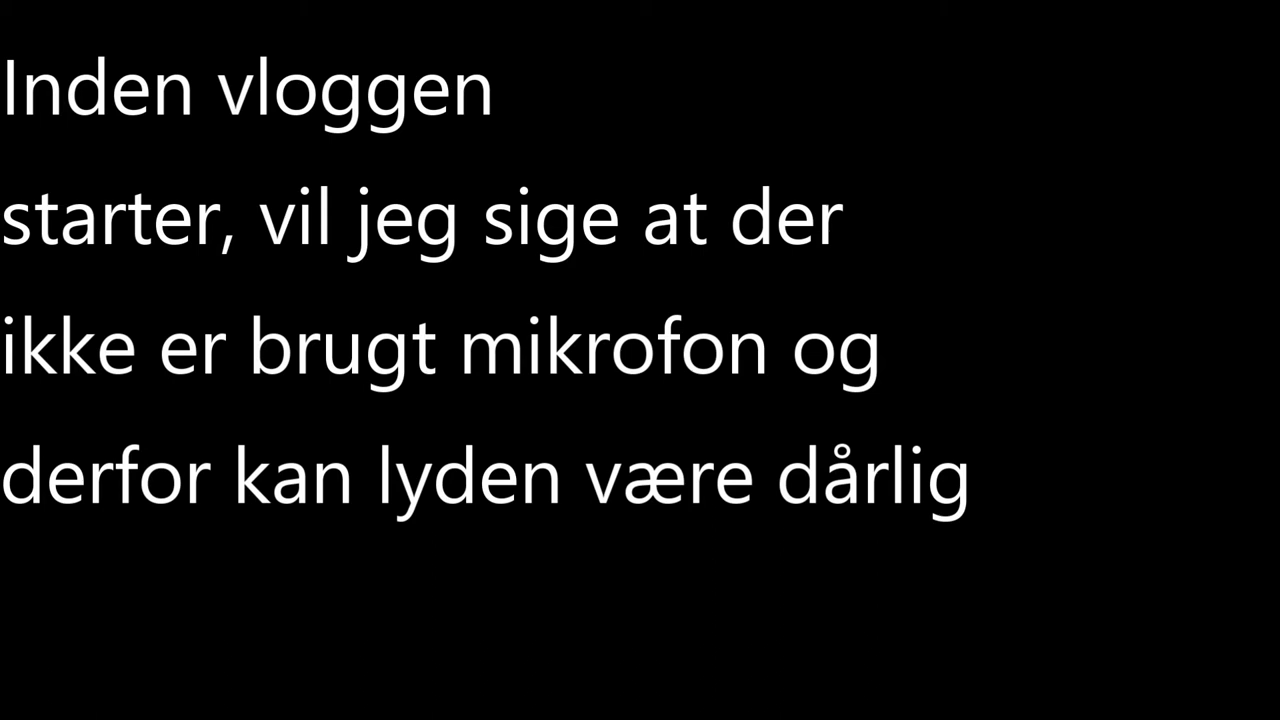 Inden vloggen
starter, vil jeg sige at der
ikke er brugt mikrofon og
derfor kan lyden være dårlig